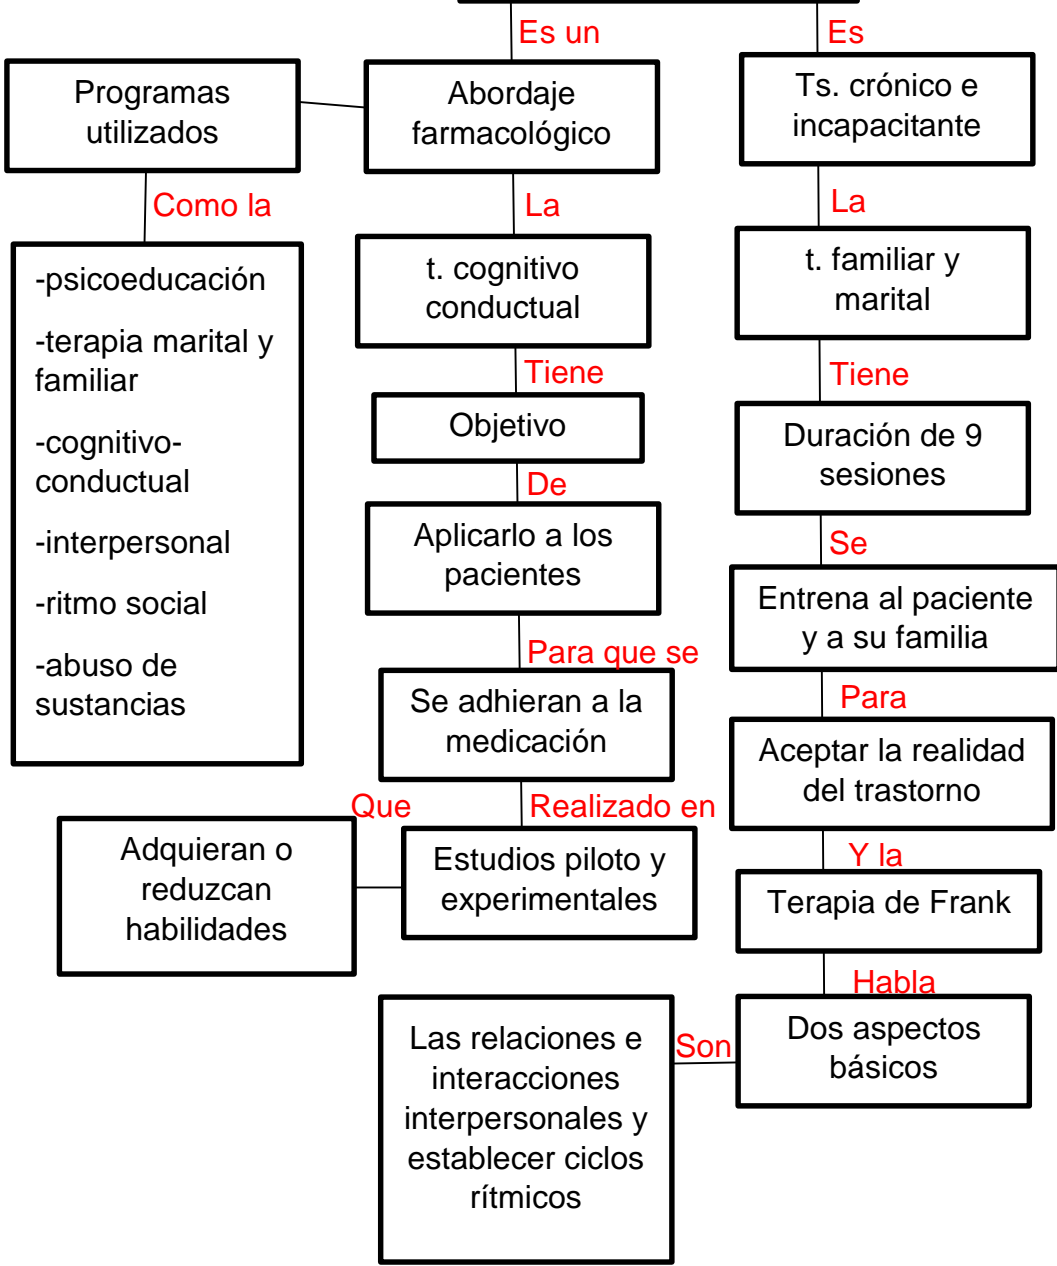 Es un
Es
Programas
utilizados
Abordaje
farmacológico
Ts. crónico e
incapacitante
Como la
La
La
-psicoeducación
-terapia marital y
familiar
-cognitivo-
conductual
-interpersonal
-ritmo social
-abuso de
sustancias
t. cognitivo
conductual
t. familiar y
marital
Tiene
Tiene
Objetivo
Duración de 9
sesiones
De
Se
Aplicarlo a los
pacientes
Entrena al paciente
y a su familia
Para que se
Para
Se adhieran a la
medicación
Aceptar la realidad
del trastorno
Que
Realizado en
Y la
Adquieran o
reduzcan
habilidades
Estudios piloto y
experimentales
Terapia de Frank
Habla
Las relaciones e
interacciones
interpersonales y
establecer ciclos
rítmicos
Son
Dos aspectos
básicos